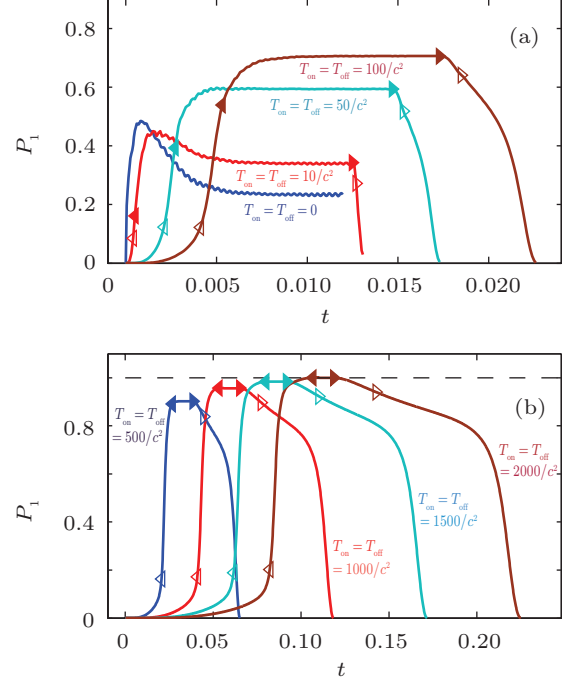 0.8
(a)
T_on = T_off = 100/c²
0.6
T_on = T_off = 50/c²
P₁
0.4
T_on = T_off = 10/c²
0.2
T_on = T_off = 0
0
0 0.005 0.010 0.015 0.020
t
(b)
T_on = T_off
= 500/c²
0.8
T_on = T_off
= 2000/c²
P₁
T_on = T_off
= 1500/c²
0.4
T_on = T_off
= 1000/c²
0
0 0.05 0.10 0.15 0.20
t